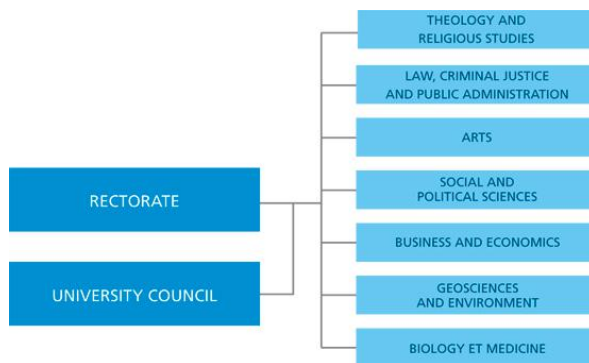 THEOLOGY AND
RELIGIOUS STUDIES
LAW, CRIMINAL JUSTICE
AND PUBLIC ADMINISTRATION
ARTS
RECTORATE
SOCIAL AND
POLITICAL SCIENCES
BUSINESS AND ECONOMICS
UNIVERSITY COUNCIL
GEOSCIENCES
AND ENVIRONMENT
BIOLOGY ET MEDICINE